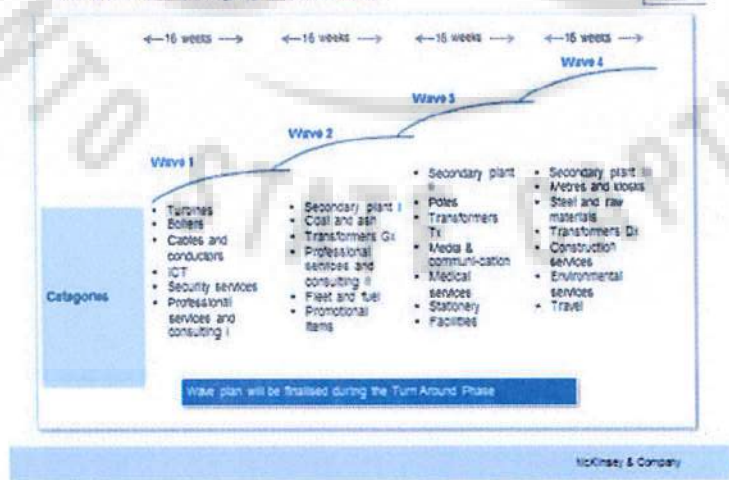 16 weeks
16 weeks
16 weeks
16 weeks
Wave 4
Wave 3
Wave 2
Wave 1
Categories
• Turbines
• Boilers
• Cables and
conductors
• ICT
• Security services
• Professional
services and
consulting I
• Secondary plant I
• Coal and ash
• Transformers Gx
• Professional
services and
consulting II
• Fleet and fuel
• Promotional
items
• Secondary plant
II
• Poles
• Transformers
Tx
• Media &
communi-cation
• Medical
services
• Stationery
• Facilities
• Secondary plant III
• Metres and kiosks
• Steel and raw
materials
• Transformers Dx
• Construction
services
• Environmental
services
• Travel
Wave plan will be finalised during the Turn Around Phase
McKinsey & Company
STATE CAPT